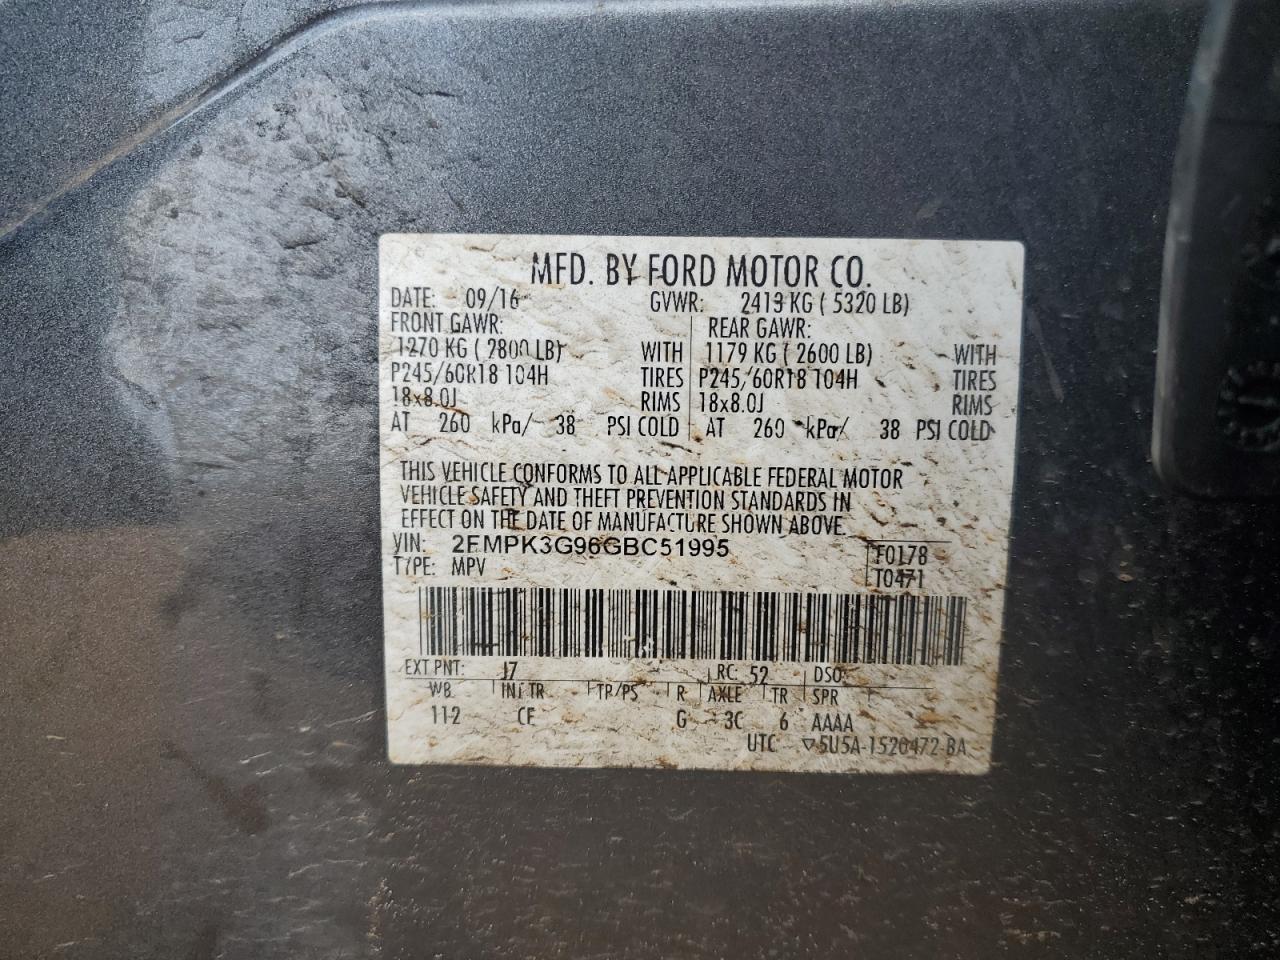 MFD. BY FORD MOTOR CO.
DATE: 09/16 GVWR: 2413 KG ( 5320 LB)
FRONT GAWR: REAR GAWR:
1270 KG ( 2800 LB) WITH 1179 KG ( 2600 LB) WITH
P245/60R18 104H TIRES P245/60R18 104H TIRES
18x8.0J RIMS 18x8.0J RIMS
AT 260 kPa/ 38 PSI COLD AT 260 kPa/ 38 PSI COLD
THIS VEHICLE CONFORMS TO ALL APPLICABLE FEDERAL MOTOR
VEHICLE SAFETY AND THEFT PREVENTION STANDARDS IN
EFFECT ON THE DATE OF MANUFACTURE SHOWN ABOVE.
VIN: 2FMPK3G96GBC51995 F0178
TYPE: MPV T0471
EXT PNT: J7 RC: 52 DSO:
WB INT TR TP/PS R AXLE TR SPR
112 CE G 3C 6 AAAA
UTC ▽5U5A-1520472-BA